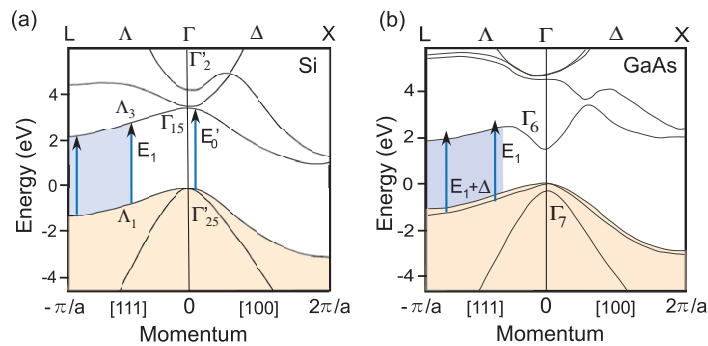 (a)
L Λ Γ Δ X
Γ'2
Si
Energy (eV)
4
2
0
-2
-4
Λ3
Γ15
E1
E0'
Λ1
Γ'25
-π/a [111] 0 [100] 2π/a
Momentum
(b)
L Λ Γ Δ X
GaAs
Energy (eV)
4
2
0
-2
-4
Γ6
E1
E1+Δ
Γ7
-π/a [111] 0 [100] 2π/a
Momentum